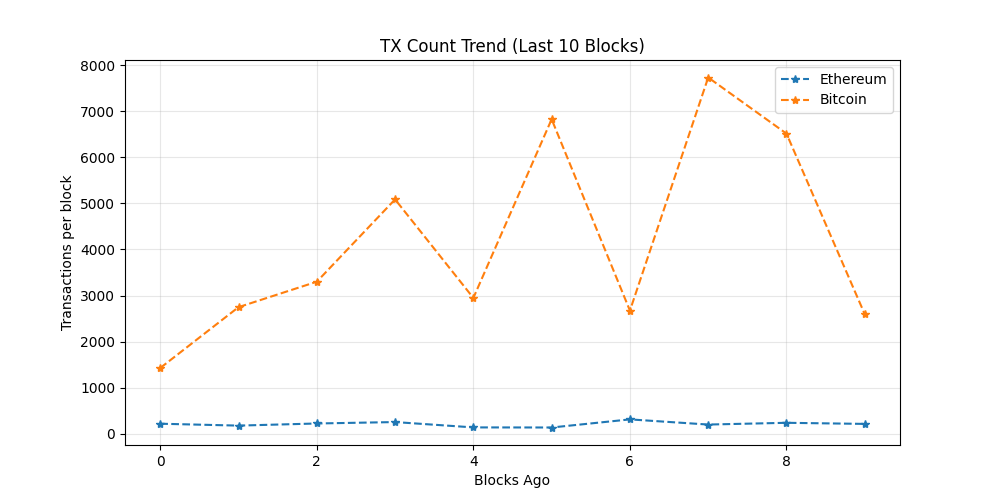 TX Count Trend (Last 10 Blocks)
Ethereum
Bitcoin
Transactions per block
8000
7000
6000
5000
4000
3000
2000
1000
0
0 2 4 6 8
Blocks Ago